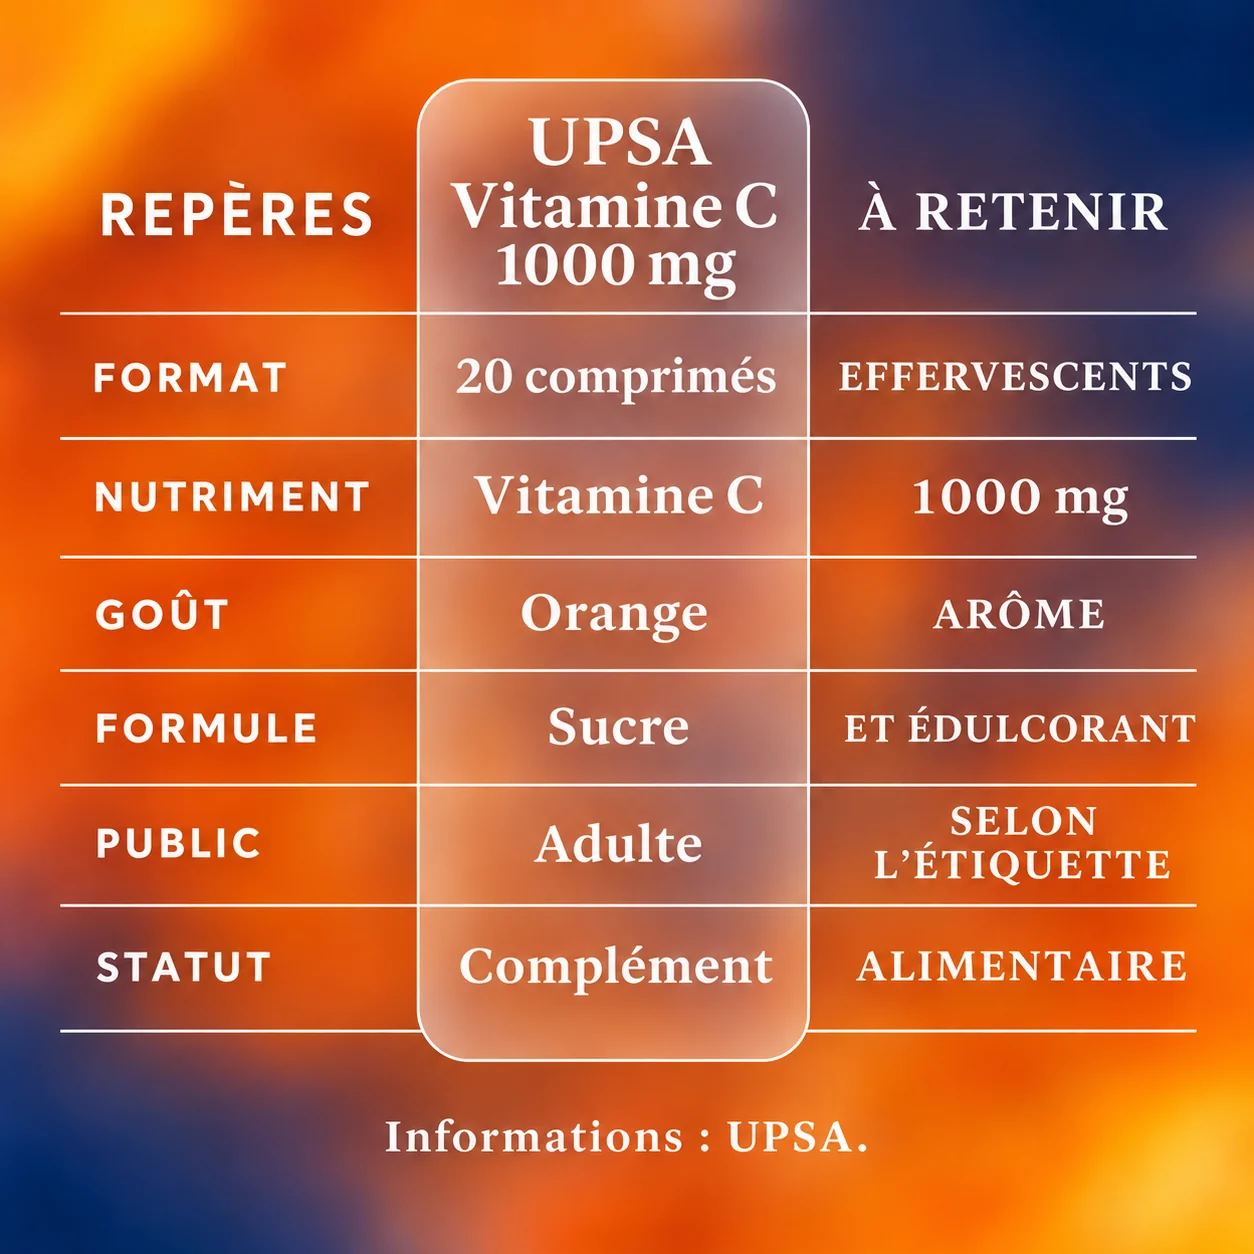 REPÈRES
UPSA
Vitamine C
1000 mg
À RETENIR
FORMAT
20 comprimés
EFFERVESCENTS
NUTRIMENT
Vitamine C
1000 mg
GOÛT
Orange
ARÔME
FORMULE
Sucre
ET ÉDULCORANT
PUBLIC
Adulte
SELON
L’ÉTIQUETTE
STATUT
Complément
ALIMENTAIRE
Informations : UPSA.